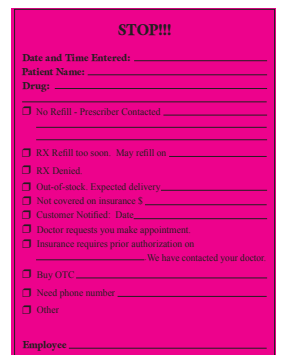 STOP!!!
Date and Time Entered:
Patient Name:
Drug:
No Refill - Prescriber Contacted
RX Refill too soon. May refill on
RX Denied.
Out-of-stock. Expected delivery
Not covered on insurance $
Customer Notified: Date
Doctor requests you make appointment.
Insurance requires prior authorization on
We have contacted your doctor.
Buy OTC
Need phone number
Other
Employee